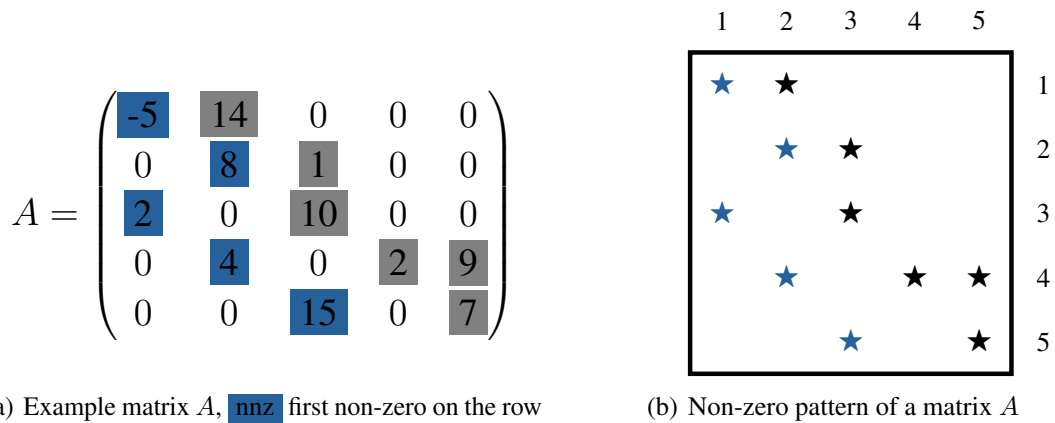 1 2 3 4 5
A =
-5 14 0 0 0
0 8 1 0 0
2 0 10 0 0
0 4 0 2 9
0 0 15 0 7
1
2
3
4
5
) Example matrix A, nnz first non-zero on the row
(b) Non-zero pattern of a matrix A